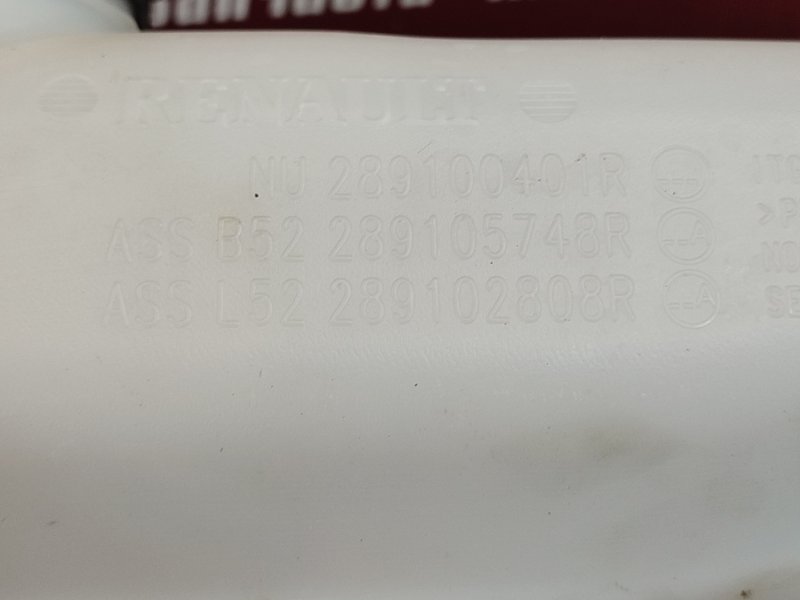 RENAULT
NU 289100401R
ASS B52 289105748R --A
ASS L52 289102808R --A
>P